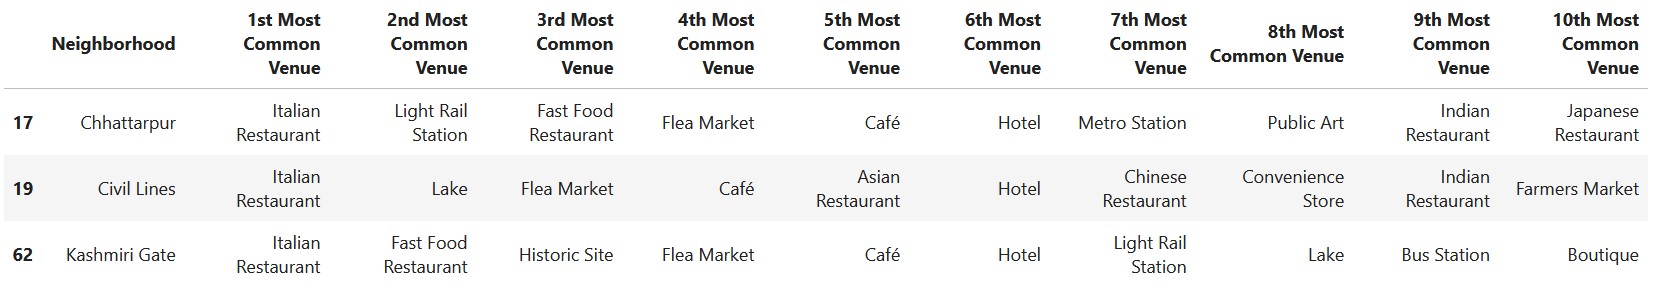 Neighborhood 1st Most Common Venue 2nd Most Common Venue 3rd Most Common Venue 4th Most Common Venue 5th Most Common Venue 6th Most Common Venue 7th Most Common Venue 8th Most Common Venue 9th Most Common Venue 10th Most Common Venue
17 Chhattarpur Italian Restaurant Light Rail Station Fast Food Restaurant Flea Market Café Hotel Metro Station Public Art Indian Restaurant Japanese Restaurant
19 Civil Lines Italian Restaurant Lake Flea Market Café Asian Restaurant Hotel Chinese Restaurant Convenience Store Indian Restaurant Farmers Market
62 Kashmiri Gate Italian Restaurant Fast Food Restaurant Historic Site Flea Market Café Hotel Light Rail Station Lake Bus Station Boutique